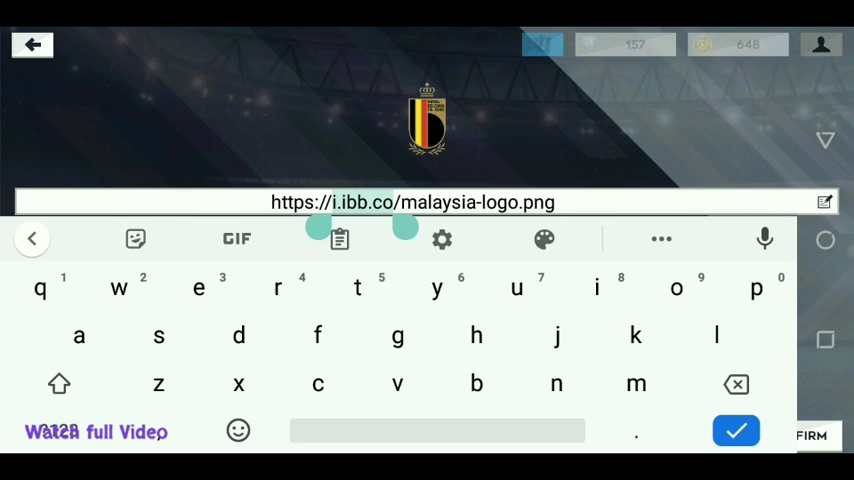 157
648
https://i.ibb.co/malaysia-logo.png
GIF
q 1 w 2 e 3 r 4 t 5 y 6 u 7 i 8 o 9 p 0
a s d f g h j k l
z x c v b n m
Watch full Video , .
FIRM